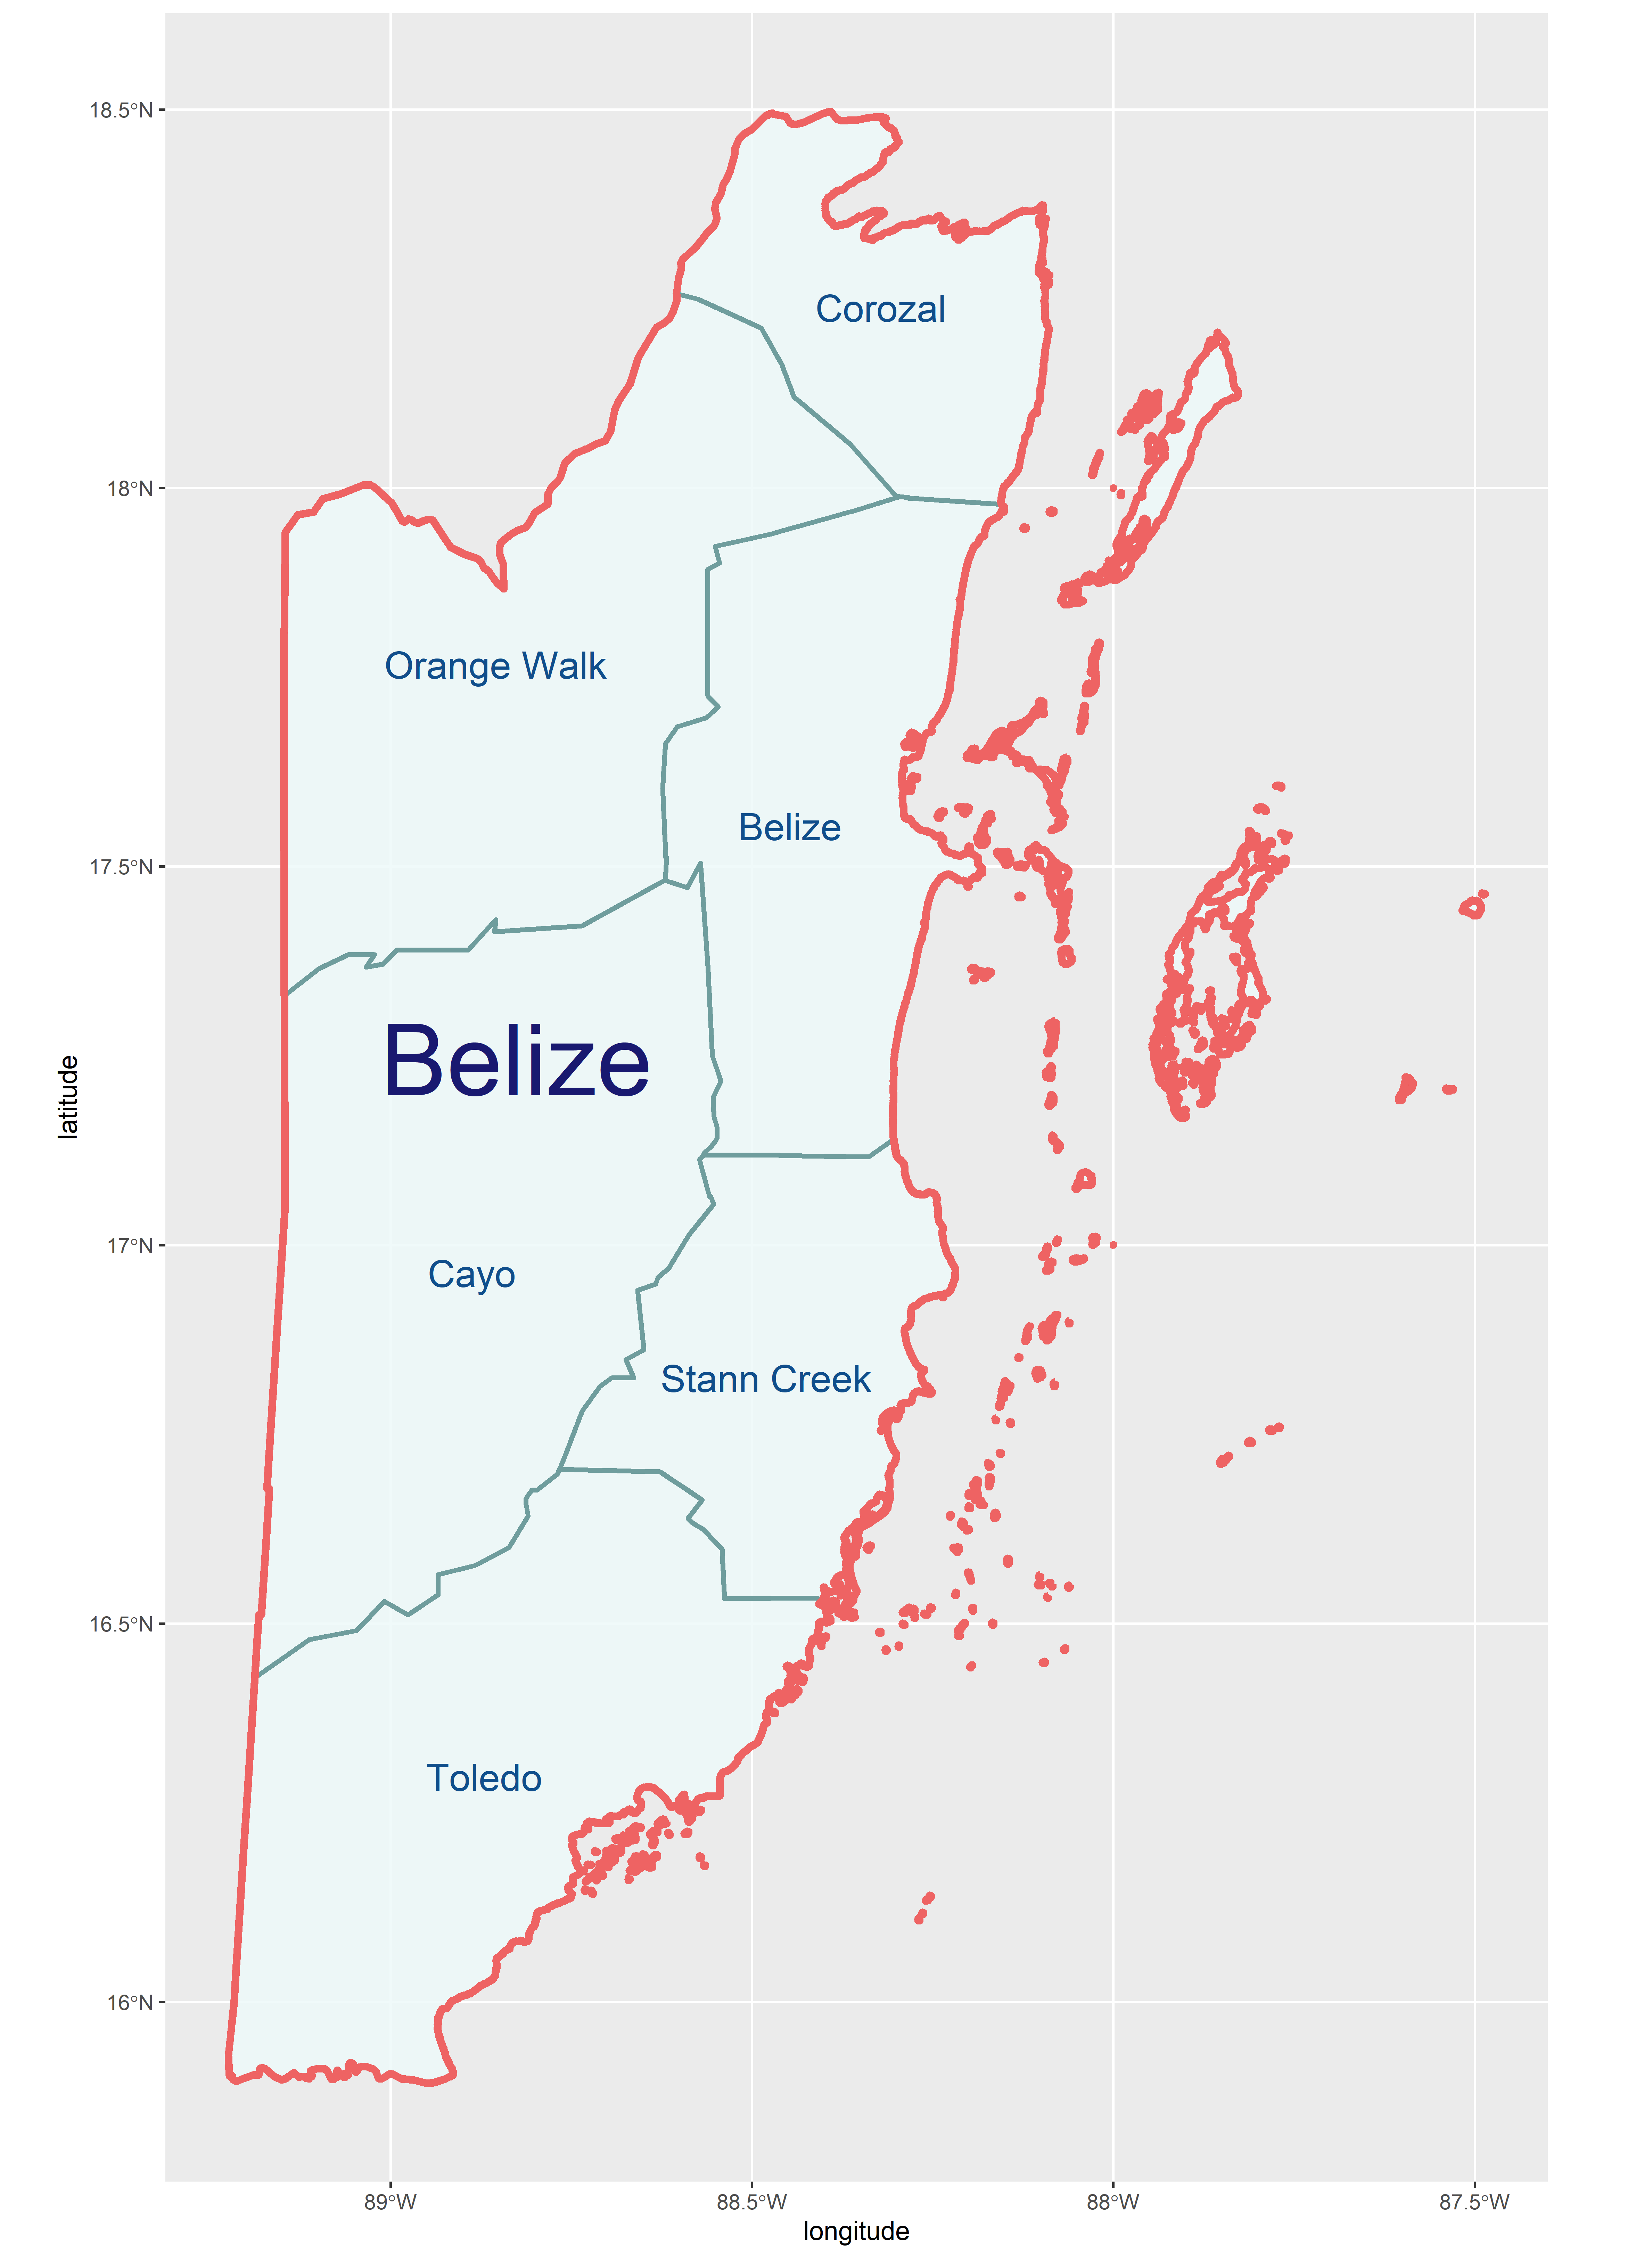 18.5°N
Corozal
18°N
Orange Walk
Belize
17.5°N
Belize
latitude
17°N
Cayo
Stann Creek
16.5°N
Toledo
16°N
89°W
88.5°W
88°W
87.5°W
longitude